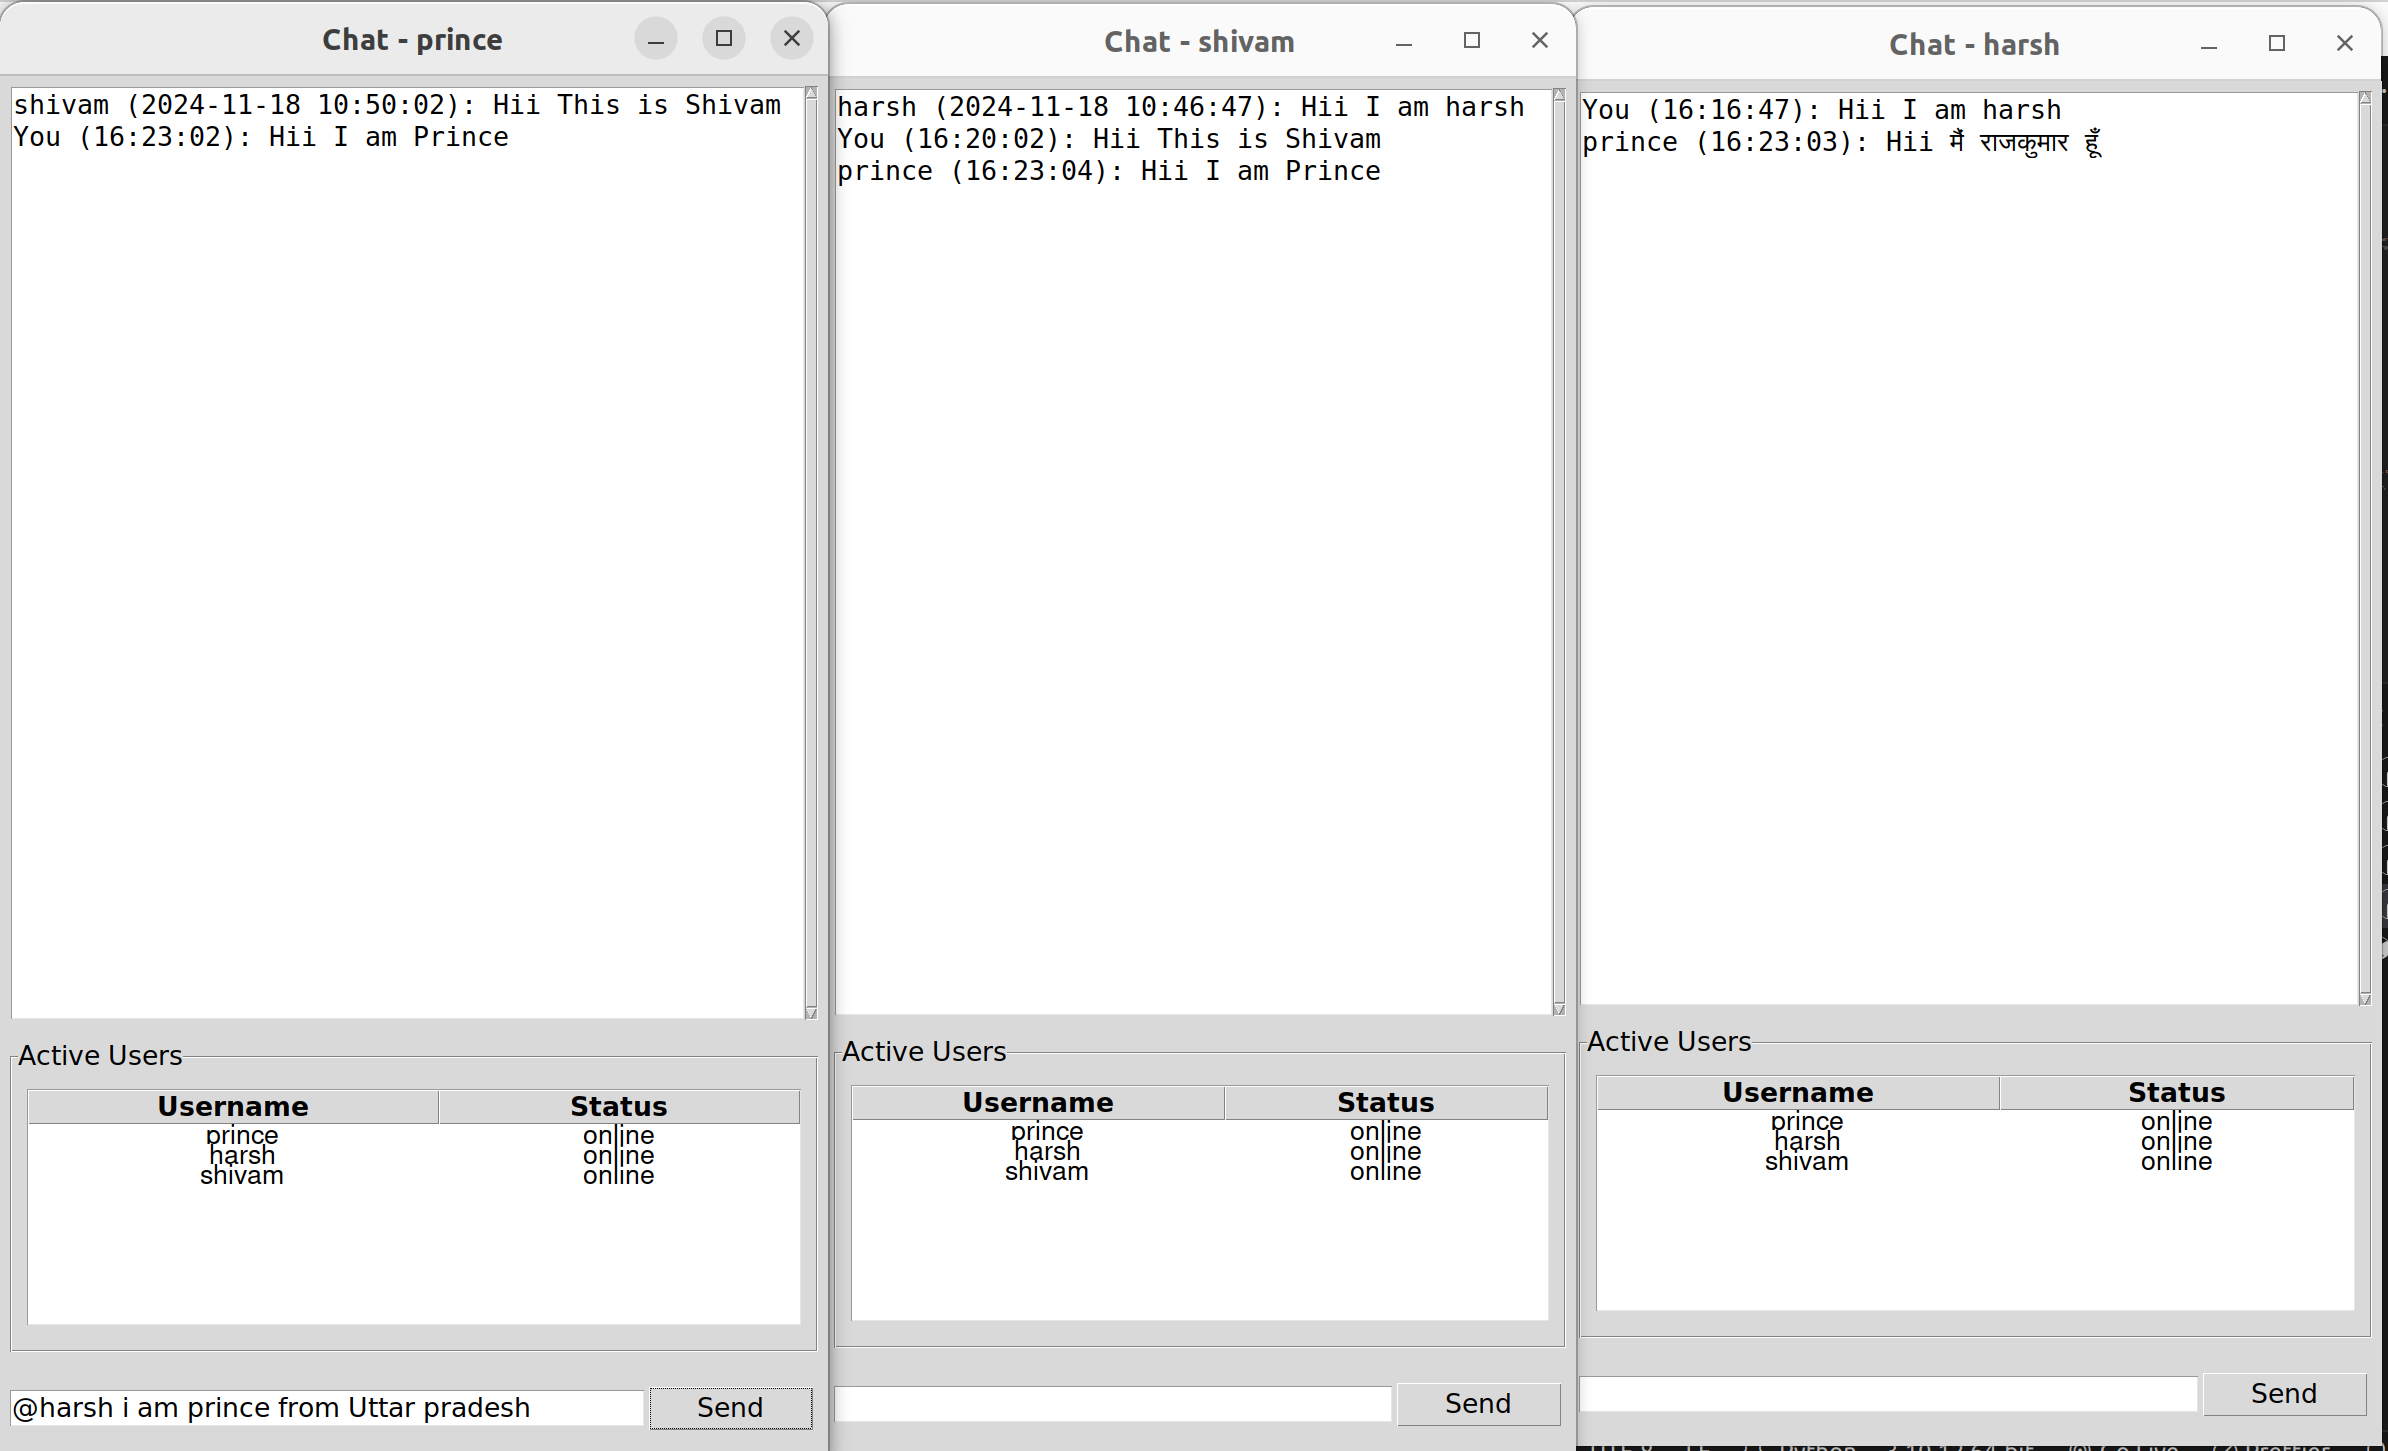 Chat - prince
shivam (2024-11-18 10:50:02): Hii This is Shivam
You (16:23:02): Hii I am Prince
Active Users
Username Status
prince online
harsh online
shivam online
@harsh i am prince from Uttar pradesh Send
Chat - shivam
harsh (2024-11-18 10:46:47): Hii I am harsh
You (16:20:02): Hii This is Shivam
prince (16:23:04): Hii I am Prince
Active Users
Username Status
prince online
harsh online
shivam online
Send
Chat - harsh
You (16:16:47): Hii I am harsh
prince (16:23:03): Hii मैं राजकुमार हूँ
Active Users
Username Status
prince online
harsh online
shivam online
Send